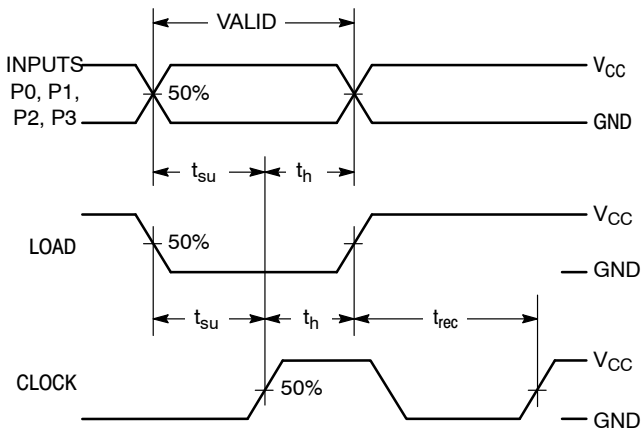 VALID
INPUTS
P0, P1,
P2, P3
50%
VCC
GND
tsu
th
LOAD
50%
VCC
GND
tsu
th
trec
CLOCK
50%
VCC
GND